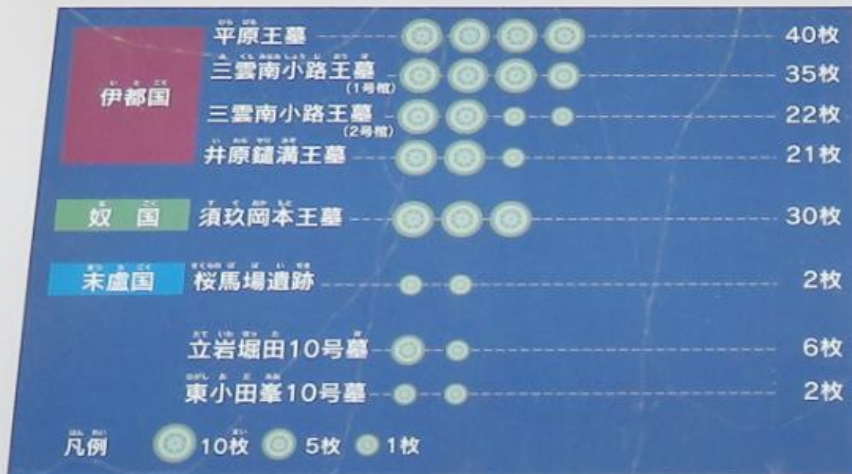 伊都国
平原王墓 40枚
三雲南小路王墓(1号棺) 35枚
三雲南小路王墓(2号棺) 22枚
井原鑓溝王墓 21枚
奴国 須玖岡本王墓 30枚
末盧国 桜馬場遺跡 2枚
立岩堀田10号墓 6枚
東小田峯10号墓 2枚
凡例 10枚 5枚 1枚